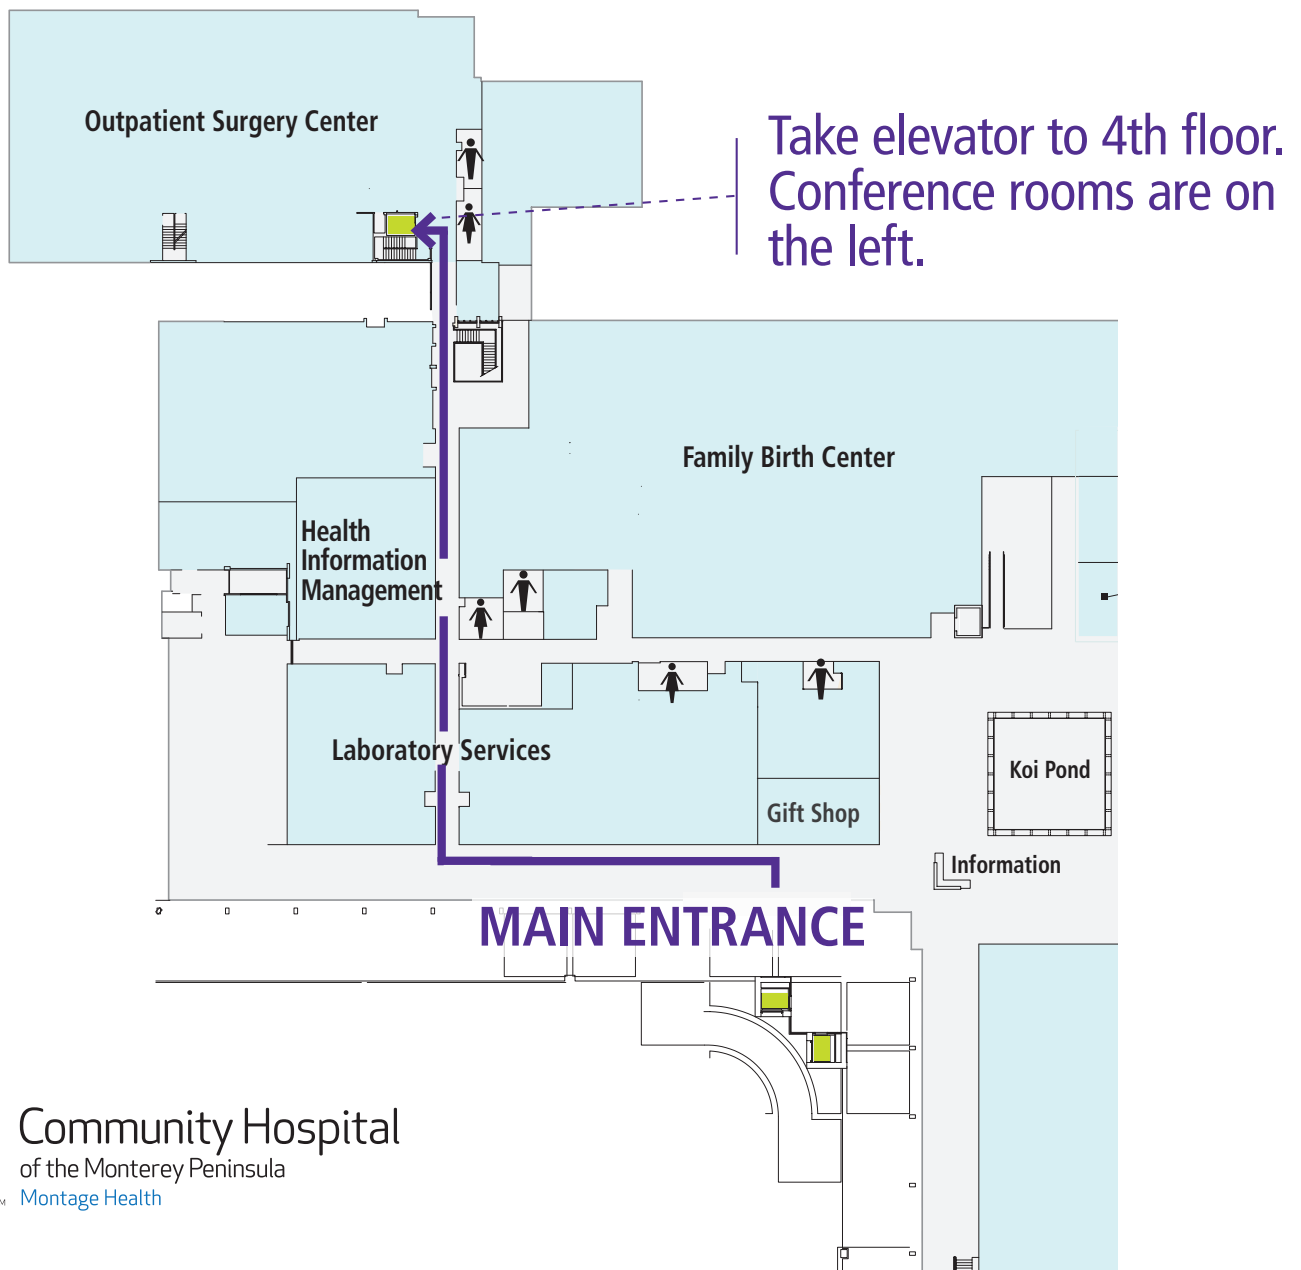 Outpatient Surgery Center
Take elevator to 4th floor.
Conference rooms are on
the left.
Family Birth Center
Health
Information
Management
Laboratory Services
Koi Pond
Gift Shop
Information
MAIN ENTRANCE
Community Hospital
of the Monterey Peninsula
Montage Health